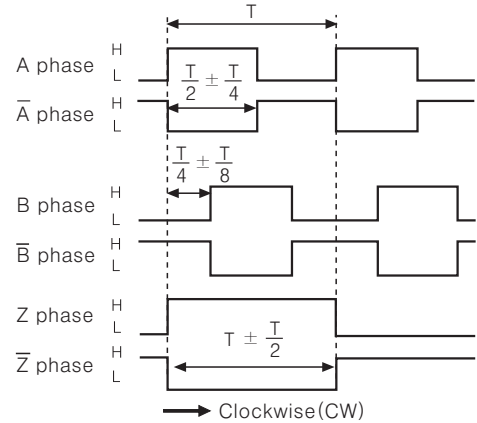 T
H
A phase
L
T/2 ± T/4
H
A̅ phase
L
T/4 ± T/8
H
B phase
L
H
B̅ phase
L
H
Z phase
L
T ± T/2
H
Z̅ phase
L
Clockwise(CW)